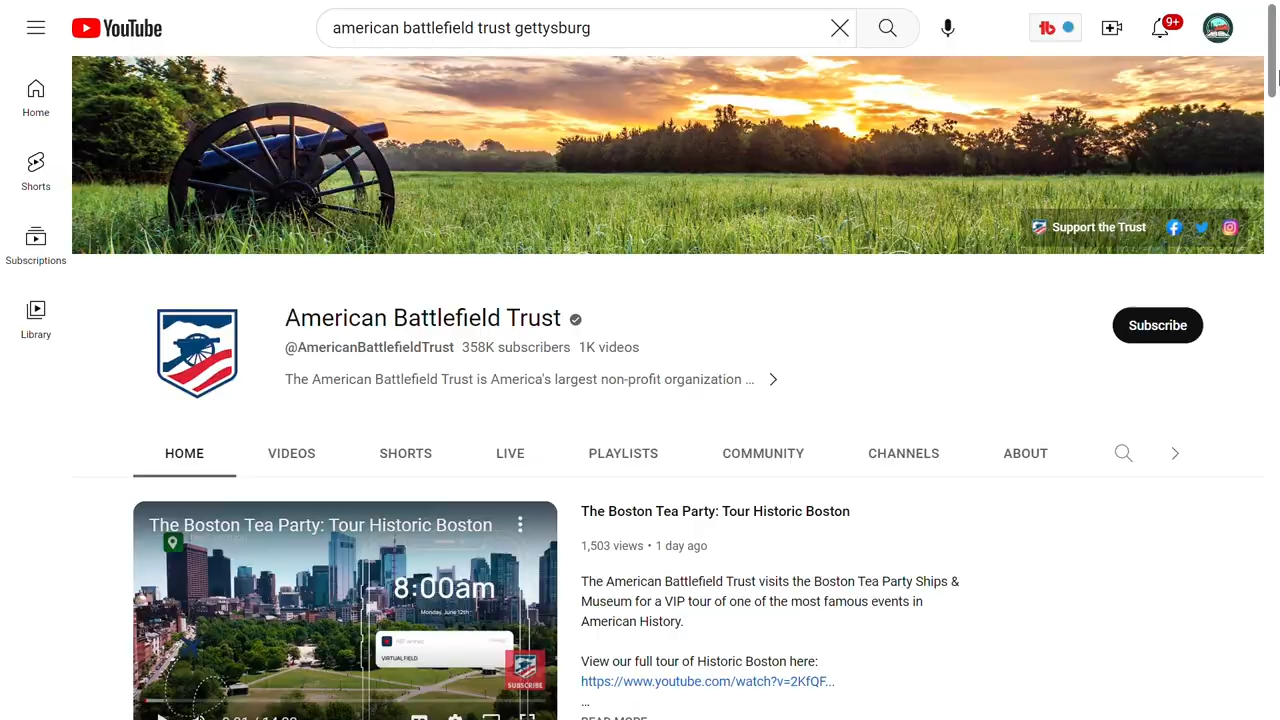 YouTube
american battlefield trust gettysburg
9+
Home
Shorts
Subscriptions
Library
Support the Trust
American Battlefield Trust
@AmericanBattlefieldTrust 358K subscribers 1K videos
The American Battlefield Trust is America's largest non-profit organization ...
Subscribe
HOME VIDEOS SHORTS LIVE PLAYLISTS COMMUNITY CHANNELS ABOUT
The Boston Tea Party: Tour Historic Boston
8:00am
Monday, June 12th
VIRTUAL FIELD
SUBSCRIBE
The Boston Tea Party: Tour Historic Boston
1,503 views • 1 day ago
The American Battlefield Trust visits the Boston Tea Party Ships &
Museum for a VIP tour of one of the most famous events in
American History.
View our full tour of Historic Boston here:
https://www.youtube.com/watch?v=2KfQF...
...
READ MORE